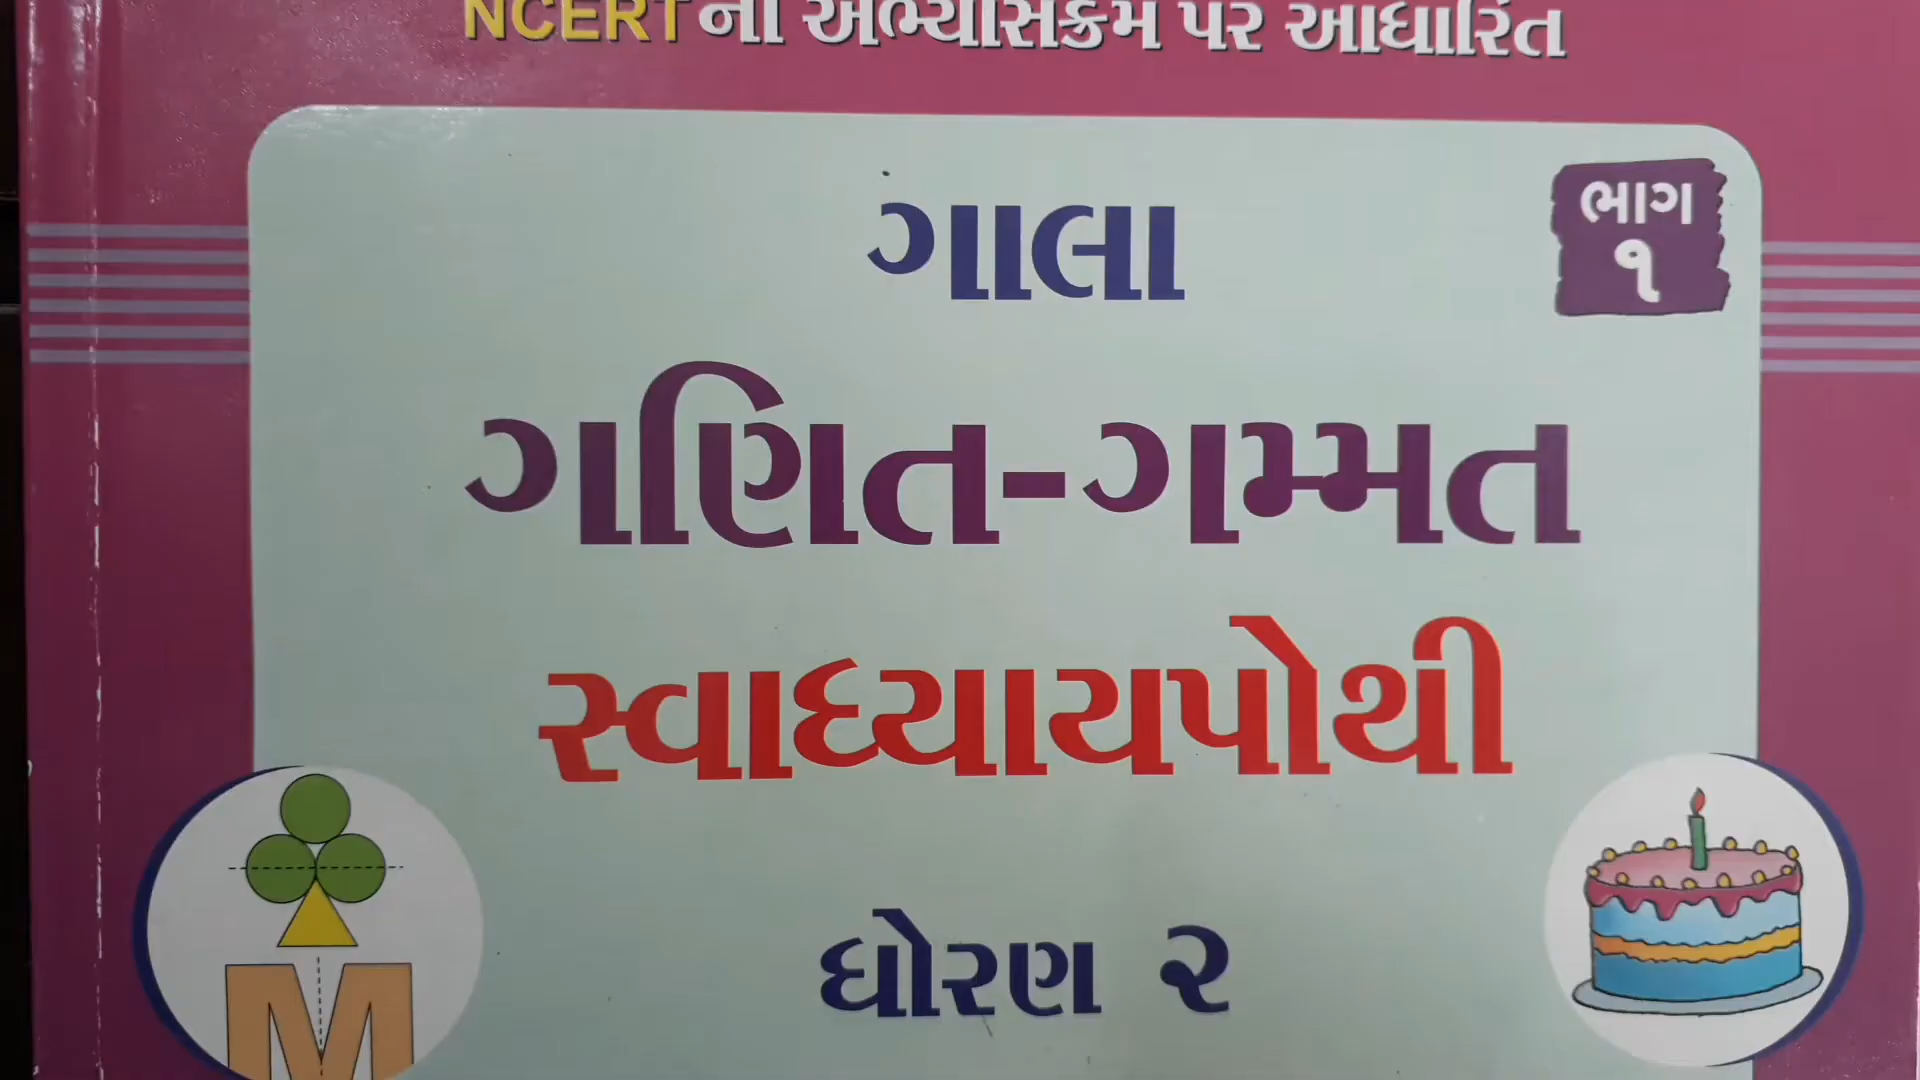 NCERTના અભ્યાસક્રમ પર આધારિત
ભાગ
૧
ગાલા
ગણિત-ગમ્મત
સ્વાધ્યાયપોથી
ધોરણ ૨
M